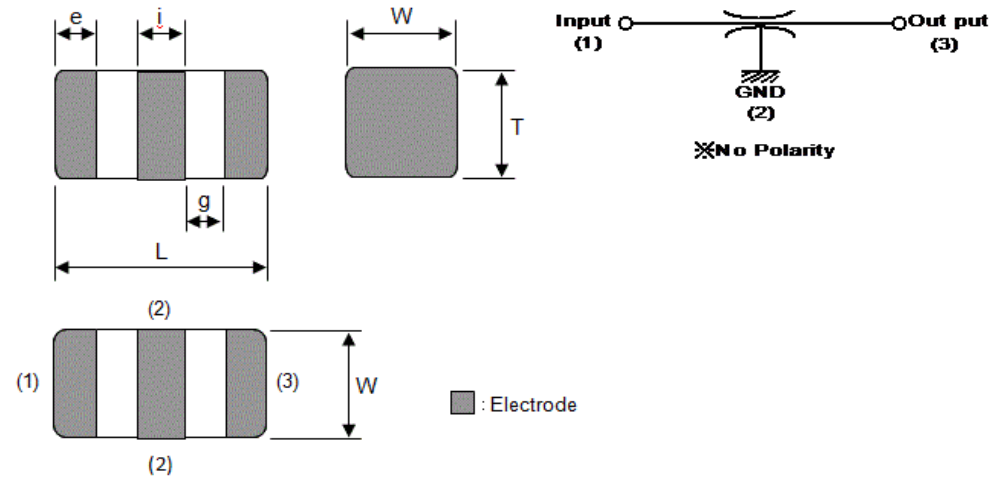 e
i
W
Input
(1)
Out put
(3)
T
GND
(2)
※No Polarity
g
L
(2)
(1)
(3)
W
: Electrode
(2)